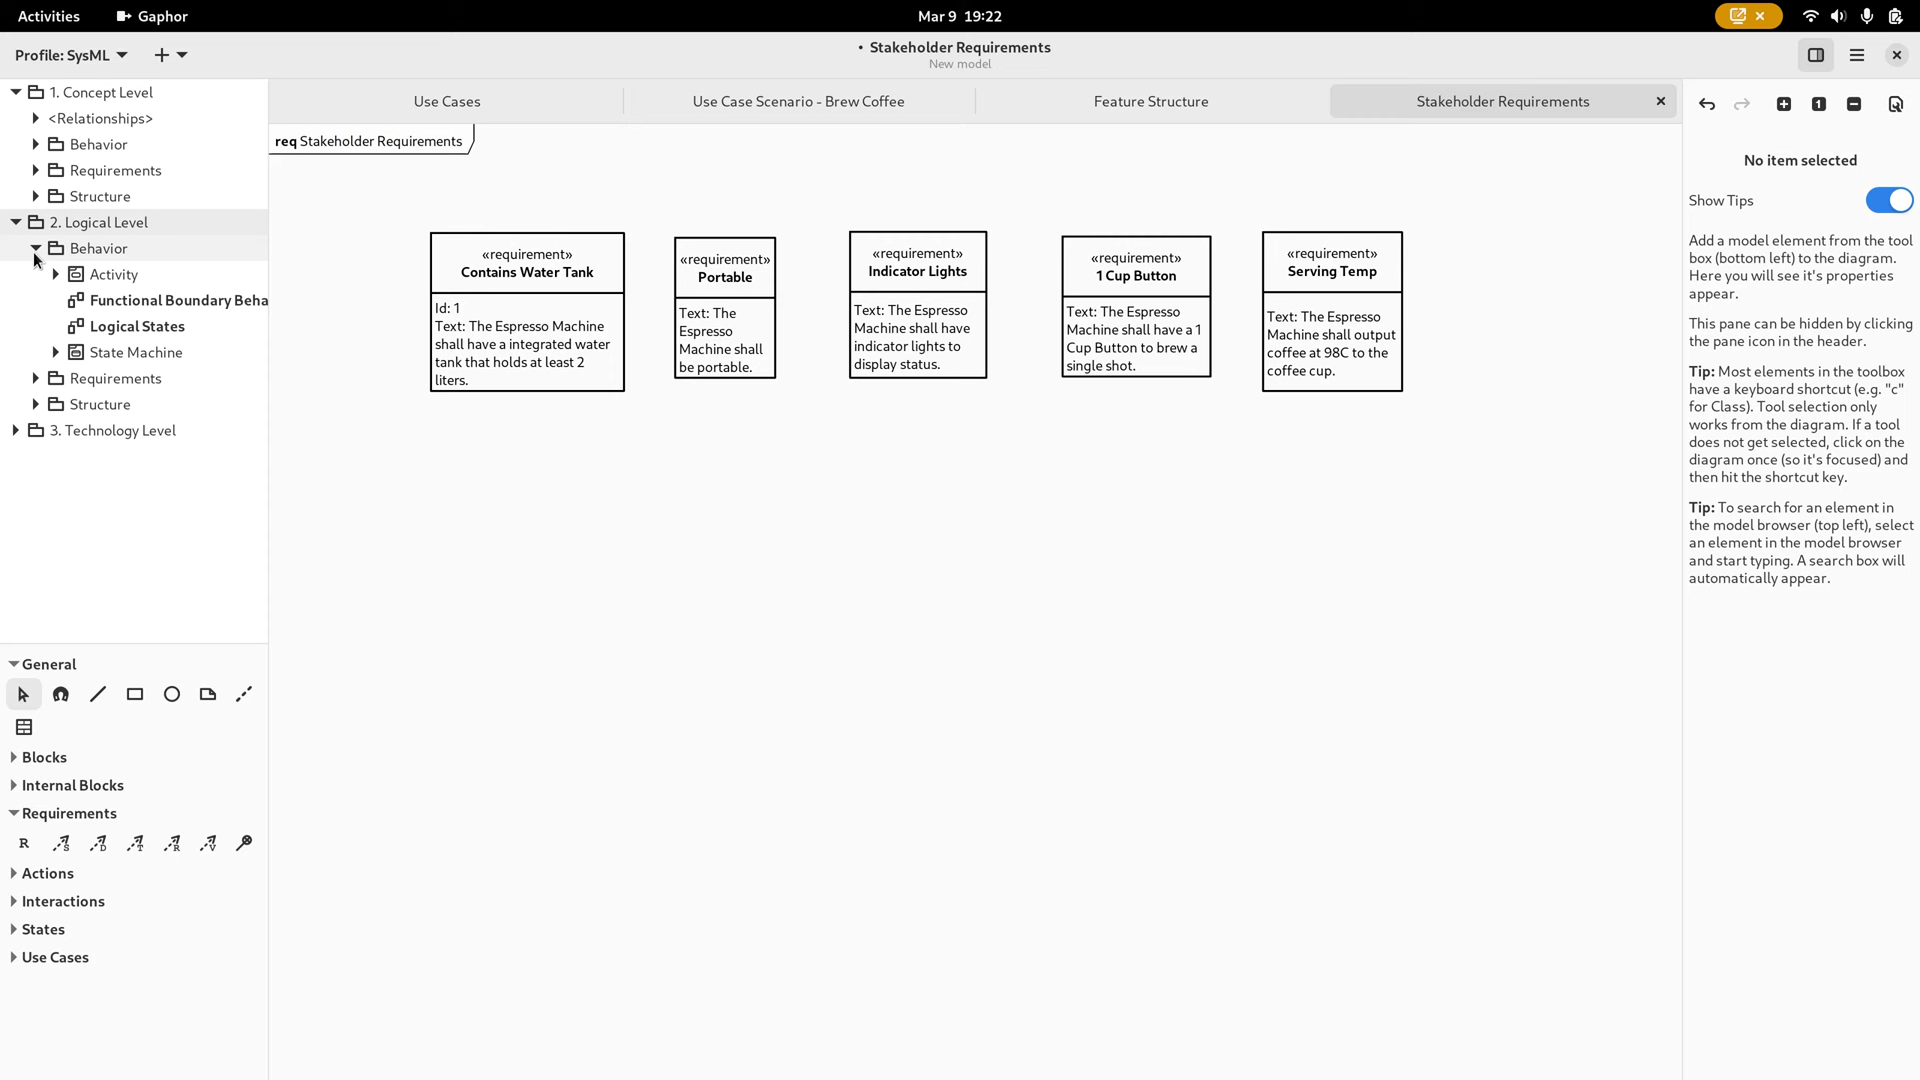 Activities
Gaphor
Mar 9 19:22
Profile: SysML
• Stakeholder Requirements
New model
1. Concept Level
<Relationships>
Behavior
Requirements
Structure
2. Logical Level
Behavior
Activity
Functional Boundary Beha
Logical States
State Machine
Requirements
Structure
3. Technology Level
General
Blocks
Internal Blocks
Requirements
R
S
D
T
R
V
Actions
Interactions
States
Use Cases
Use Cases
Use Case Scenario - Brew Coffee
Feature Structure
Stakeholder Requirements
req Stakeholder Requirements
«requirement»
Contains Water Tank
Id: 1
Text: The Espresso Machine
shall have a integrated water
tank that holds at least 2
liters.
«requirement»
Portable
Text: The
Espresso
Machine shall
be portable.
«requirement»
Indicator Lights
Text: The Espresso
Machine shall have
indicator lights to
display status.
«requirement»
1 Cup Button
Text: The Espresso
Machine shall have a 1
Cup Button to brew a
single shot.
«requirement»
Serving Temp
Text: The Espresso
Machine shall output
coffee at 98C to the
coffee cup.
1
No item selected
Show Tips
Add a model element from the tool
box (bottom left) to the diagram.
Here you will see it's properties
appear.
This pane can be hidden by clicking
the pane icon in the header.
Tip: Most elements in the toolbox
have a keyboard shortcut (e.g. "c"
for Class). Tool selection only
works from the diagram. If a tool
does not get selected, click on the
diagram once (so it's focused) and
then hit the shortcut key.
Tip: To search for an element in
the model browser (top left), select
an element in the model browser
and start typing. A search box will
automatically appear.